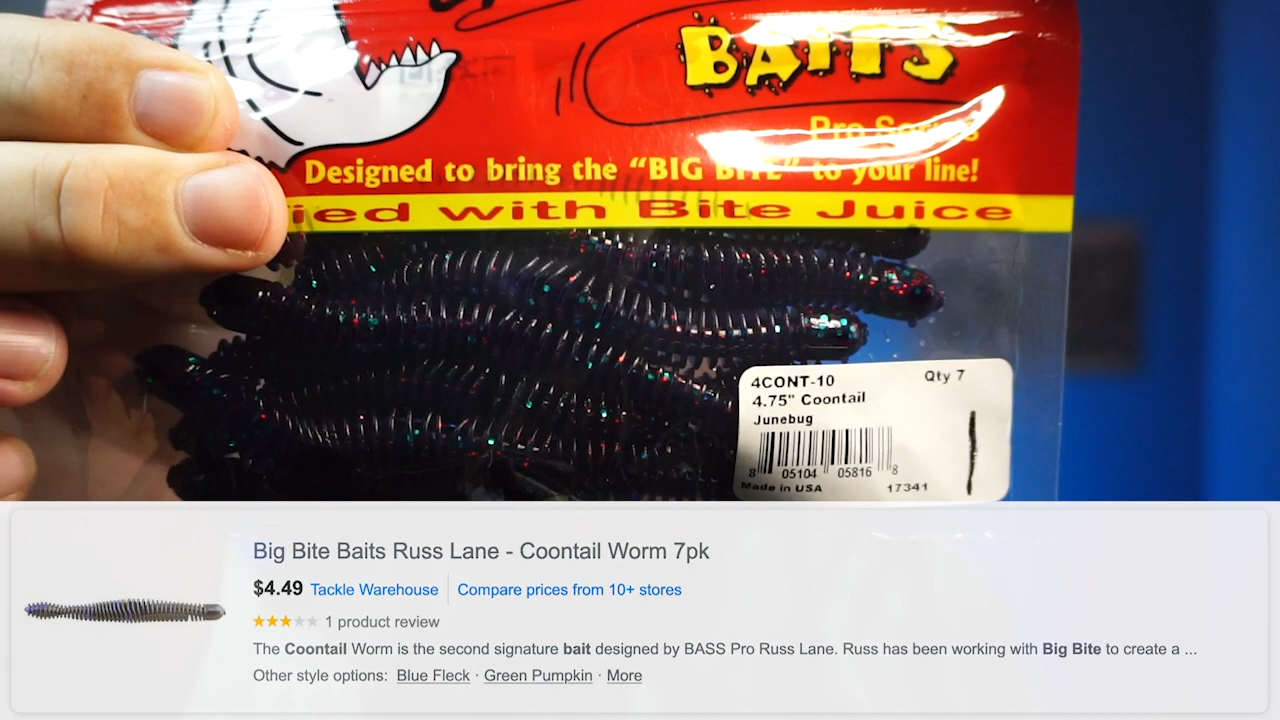 BAITS
Pro Series
Designed to bring the “BIG BITE” to your line!
ied with Bite Juice
4CONT-10 Qty 7
4.75" Coontail
Junebug
8 05104 05816 8
Made in USA 17341
Big Bite Baits Russ Lane - Coontail Worm 7pk
$4.49 Tackle Warehouse Compare prices from 10+ stores
1 product review
The Coontail Worm is the second signature bait designed by BASS Pro Russ Lane. Russ has been working with Big Bite to create a ...
Other style options: Blue Fleck · Green Pumpkin · More